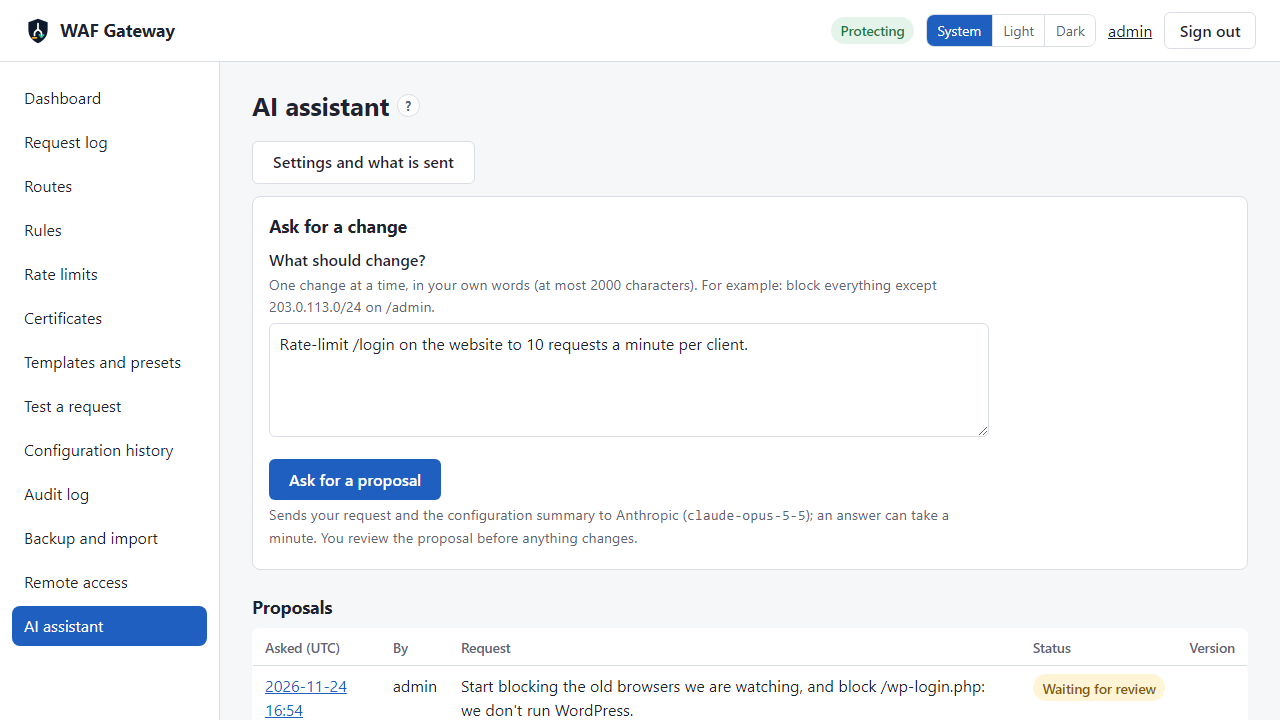 WAF Gateway
Protecting
System
Light
Dark
admin
Sign out
Dashboard
Request log
Routes
Rules
Rate limits
Certificates
Templates and presets
Test a request
Configuration history
Audit log
Backup and import
Remote access
AI assistant
AI assistant ?
Settings and what is sent
Ask for a change
What should change?
One change at a time, in your own words (at most 2000 characters). For example: block everything except
203.0.113.0/24 on /admin.
Rate-limit /login on the website to 10 requests a minute per client.
Ask for a proposal
Sends your request and the configuration summary to Anthropic (claude-opus-5-5); an answer can take a
minute. You review the proposal before anything changes.
Proposals
Asked (UTC) By Request Status Version
2026-11-24 admin Start blocking the old browsers we are watching, and block /wp-login.php: Waiting for review
16:54 we don't run WordPress.